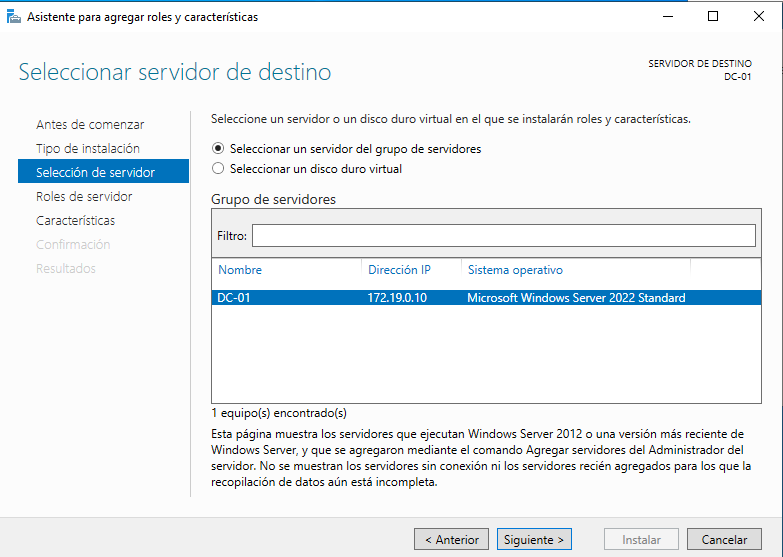 Asistente para agregar roles y características
Seleccionar servidor de destino
SERVIDOR DE DESTINO
DC-01
Antes de comenzar
Tipo de instalación
Selección de servidor
Roles de servidor
Características
Confirmación
Resultados
Seleccione un servidor o un disco duro virtual en el que se instalarán roles y características.
Seleccionar un servidor del grupo de servidores
Seleccionar un disco duro virtual
Grupo de servidores
Filtro:
Nombre Dirección IP Sistema operativo
DC-01 172.19.0.10 Microsoft Windows Server 2022 Standard
1 equipo(s) encontrado(s)
Esta página muestra los servidores que ejecutan Windows Server 2012 o una versión más reciente de
Windows Server, y que se agregaron mediante el comando Agregar servidores del Administrador del
servidor. No se muestran los servidores sin conexión ni los servidores recién agregados para los que la
recopilación de datos aún está incompleta.
< Anterior Siguiente > Instalar Cancelar